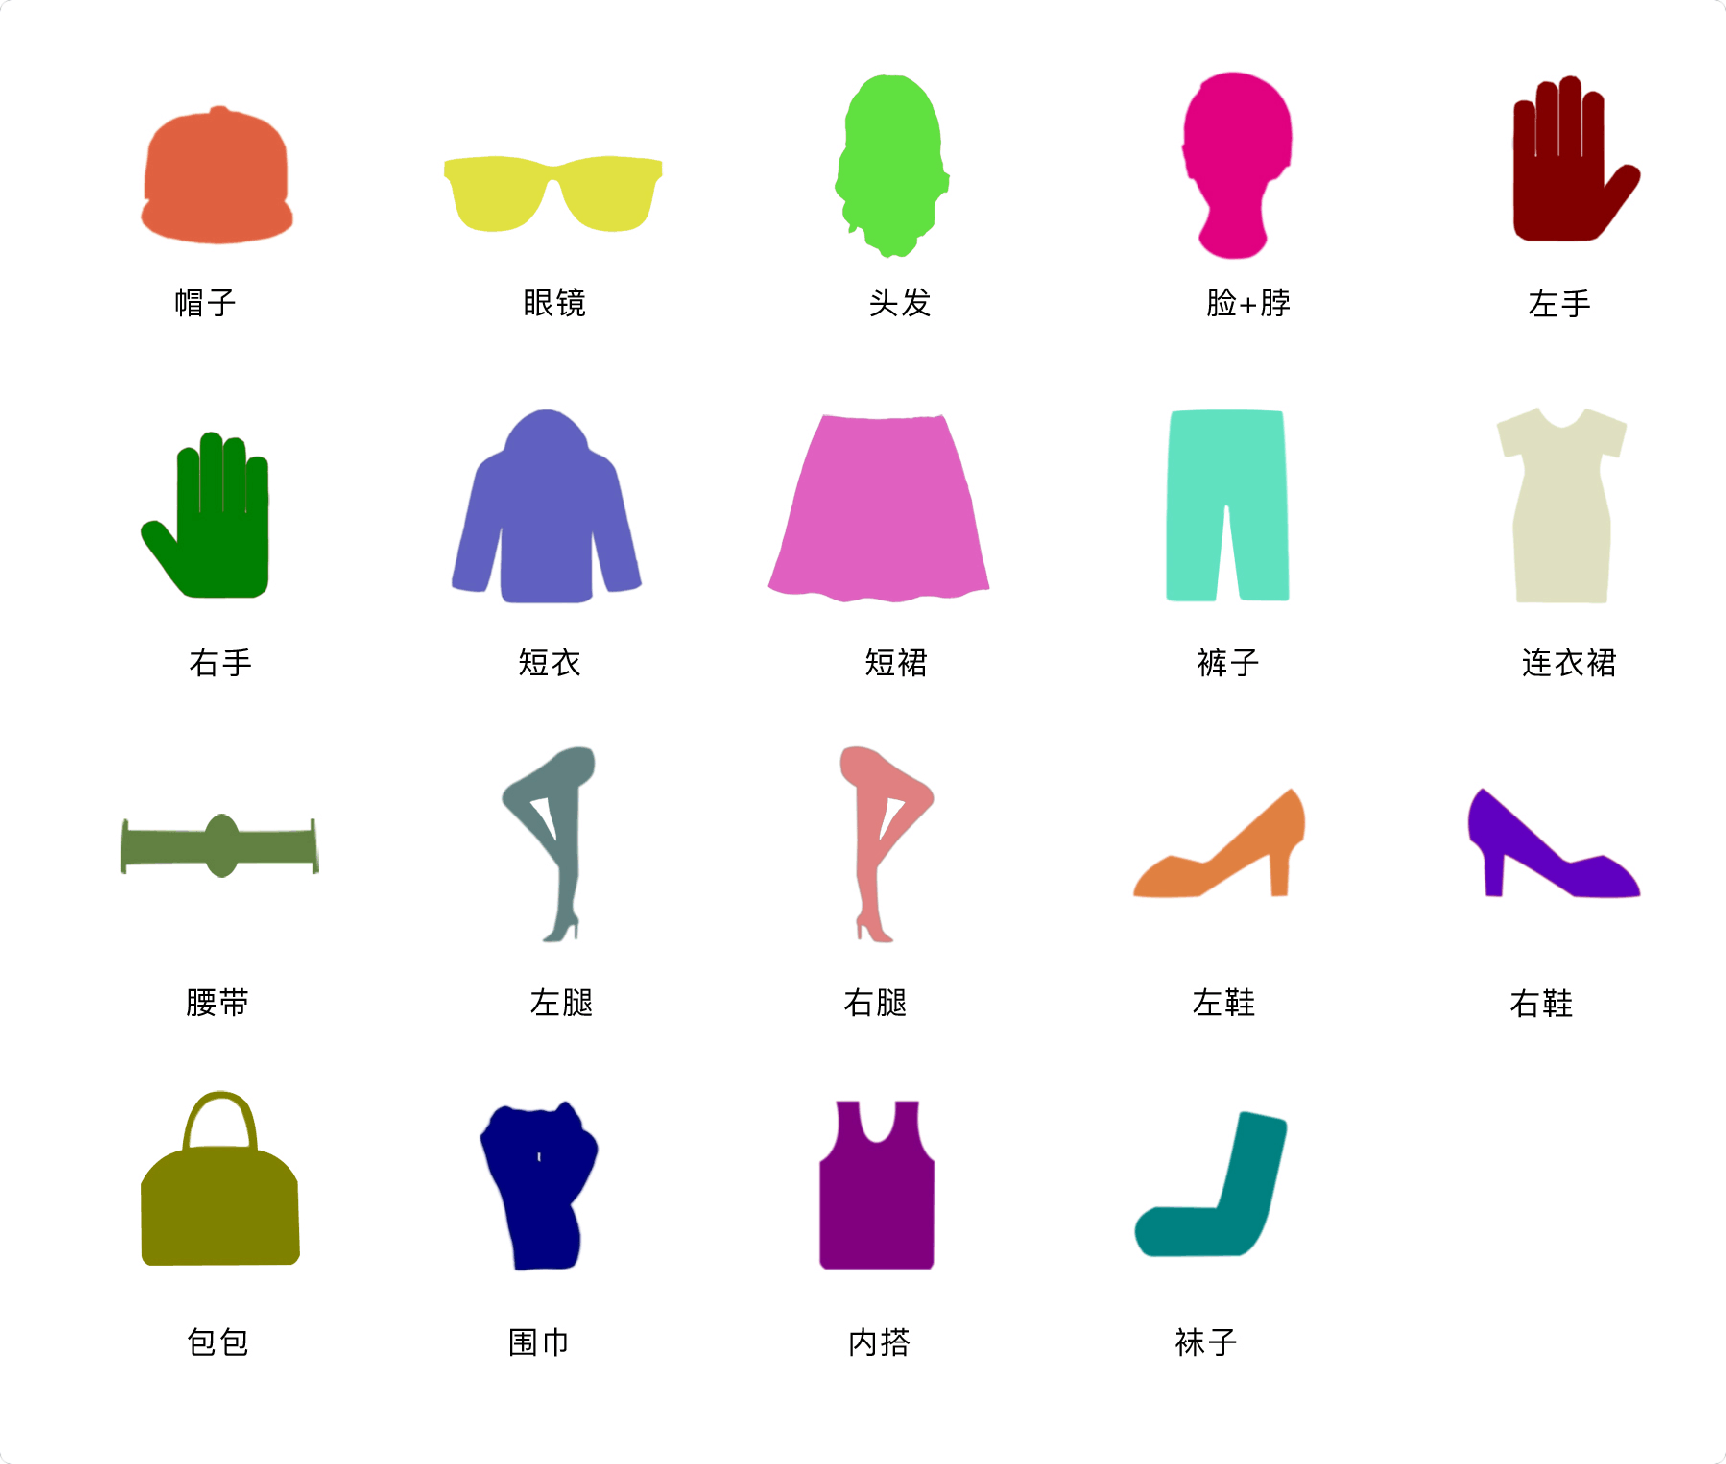 帽子
眼镜
头发
脸+脖
左手
右手
短衣
短裙
裤子
连衣裙
腰带
左腿
右腿
左鞋
右鞋
包包
围巾
内搭
袜子